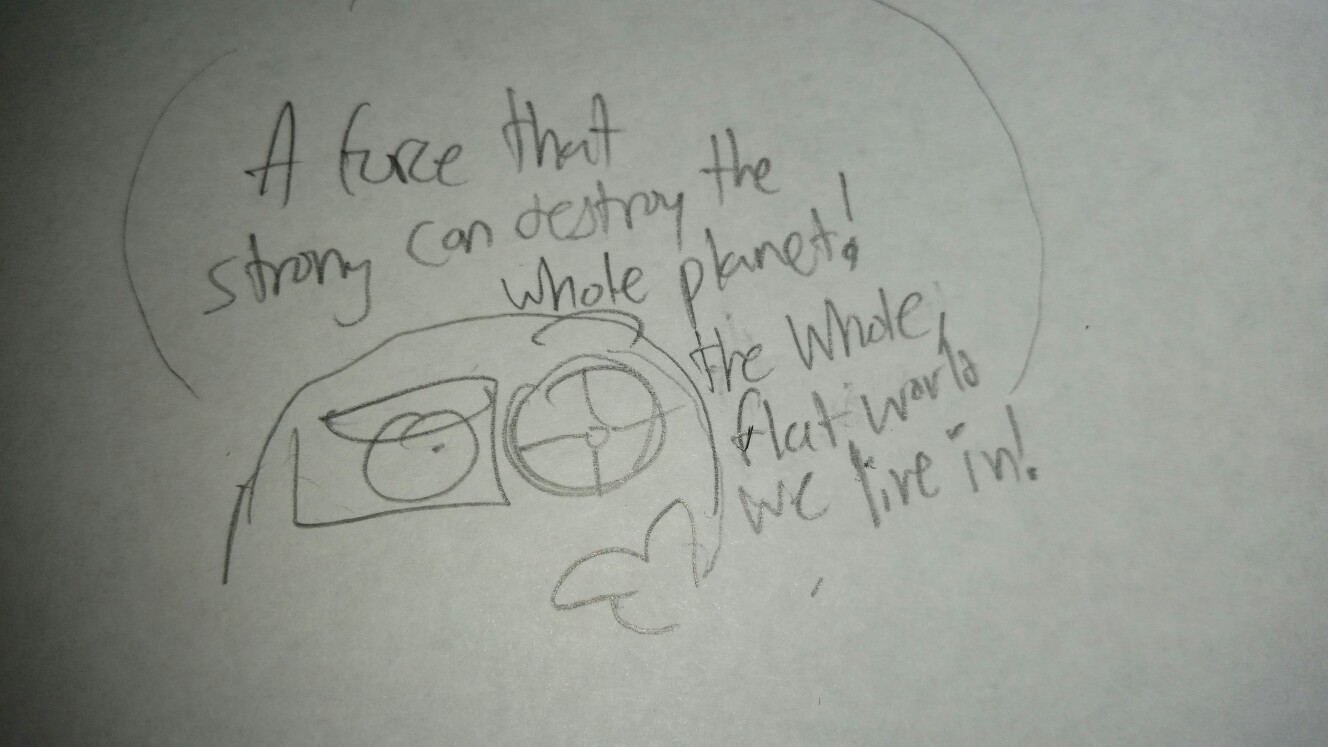 A force that
strong can destroy the
whole planet!
the whole,
flat world
we live in!